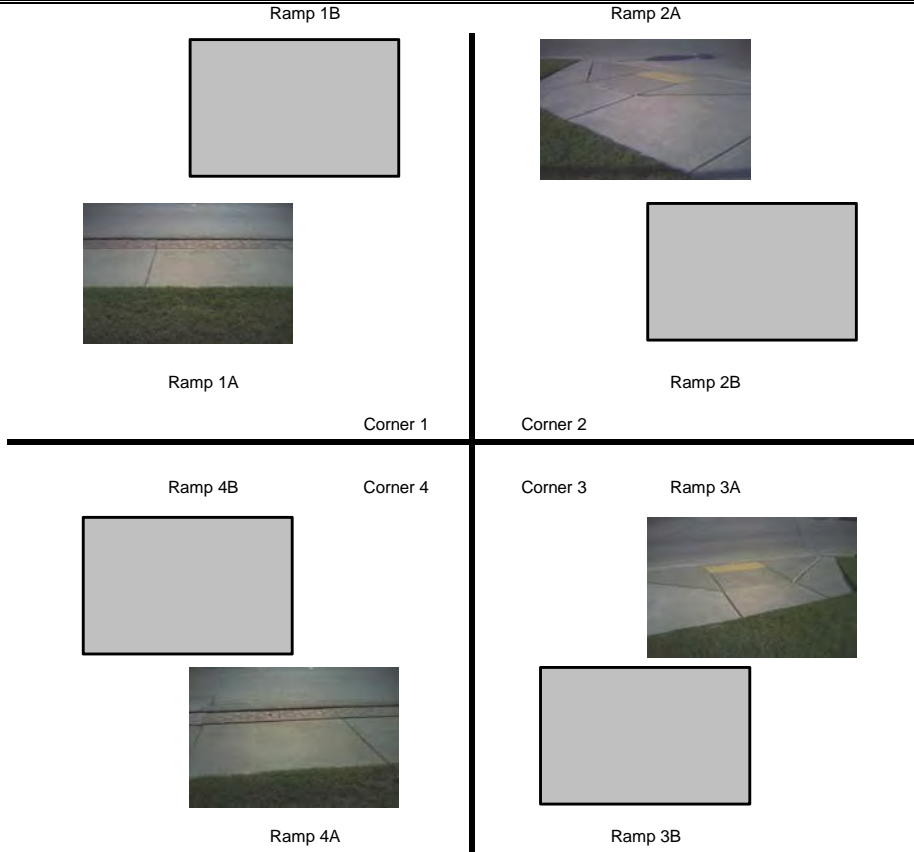 Ramp 1B
Ramp 2A
Ramp 1A
Ramp 2B
Corner 1
Corner 2
Ramp 4B
Corner 4
Corner 3
Ramp 3A
Ramp 4A
Ramp 3B